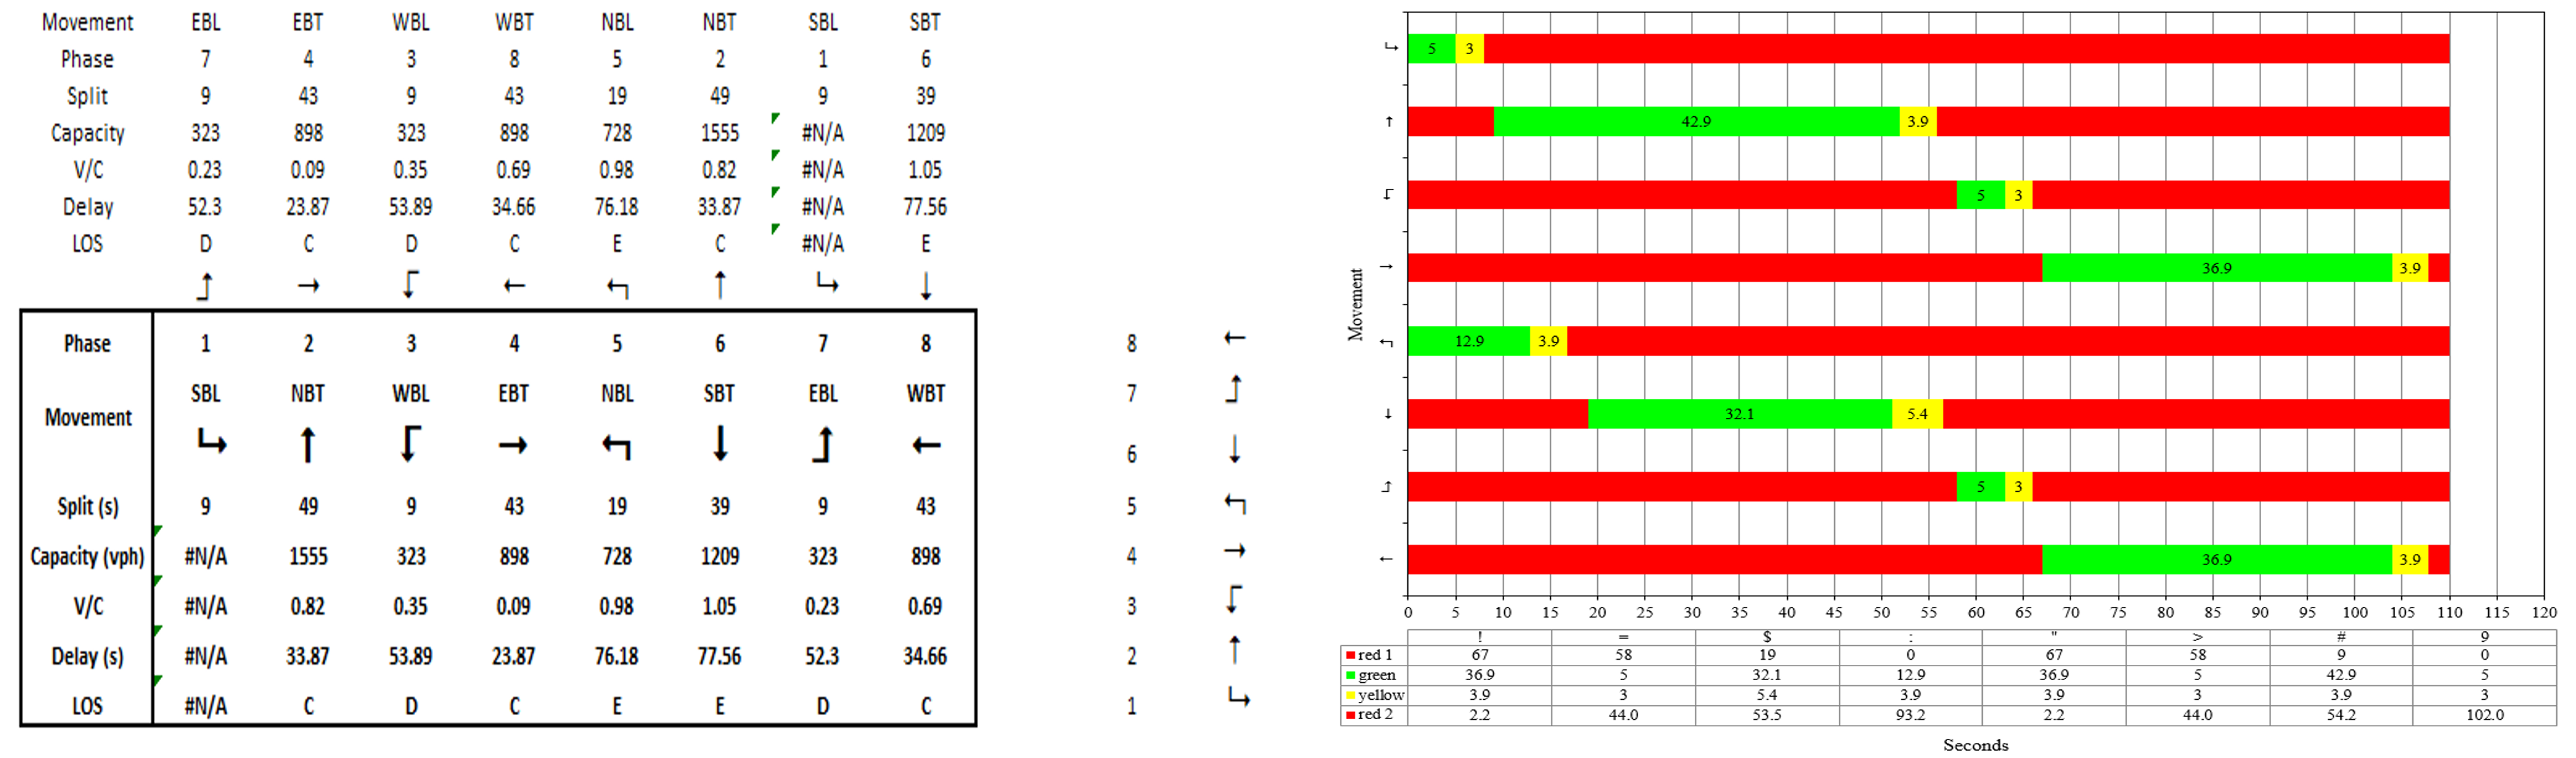 Movement EBL EBT WBL WBT NBL NBT SBL SBT
Phase 7 4 3 8 5 2 1 6
Split 9 43 9 43 19 49 9 39
Capacity 323 898 323 898 728 1555 #N/A 1209
V/C 0.23 0.09 0.35 0.69 0.98 0.82 #N/A 1.05
Delay 52.3 23.87 53.89 34.66 76.18 33.87 #N/A 77.56
LOS D C D C E C #N/A E
Phase 1 2 3 4 5 6 7 8
Movement SBL NBT WBL EBT NBL SBT EBL WBT
Split (s) 9 49 9 43 19 39 9 43
Capacity (vph) #N/A 1555 323 898 728 1209 323 898
V/C #N/A 0.82 0.35 0.09 0.98 1.05 0.23 0.69
Delay (s) #N/A 33.87 53.89 23.87 76.18 77.56 52.3 34.66
LOS #N/A C D C E E D C
8
7
6
5
4
3
2
1
Movement
5 3
42.9 3.9
5 3
36.9 3.9
12.9 3.9
32.1 5.4
5 3
36.9 3.9
0 5 10 15 20 25 30 35 40 45 50 55 60 65 70 75 80 85 90 95 100 105 110 115 120
! = $ : " > # 9
red 1 67 58 19 0 67 58 9 0
green 36.9 5 32.1 12.9 36.9 5 42.9 5
yellow 3.9 3 5.4 3.9 3.9 3 3.9 3
red 2 2.2 44.0 53.5 93.2 2.2 44.0 54.2 102.0
Seconds